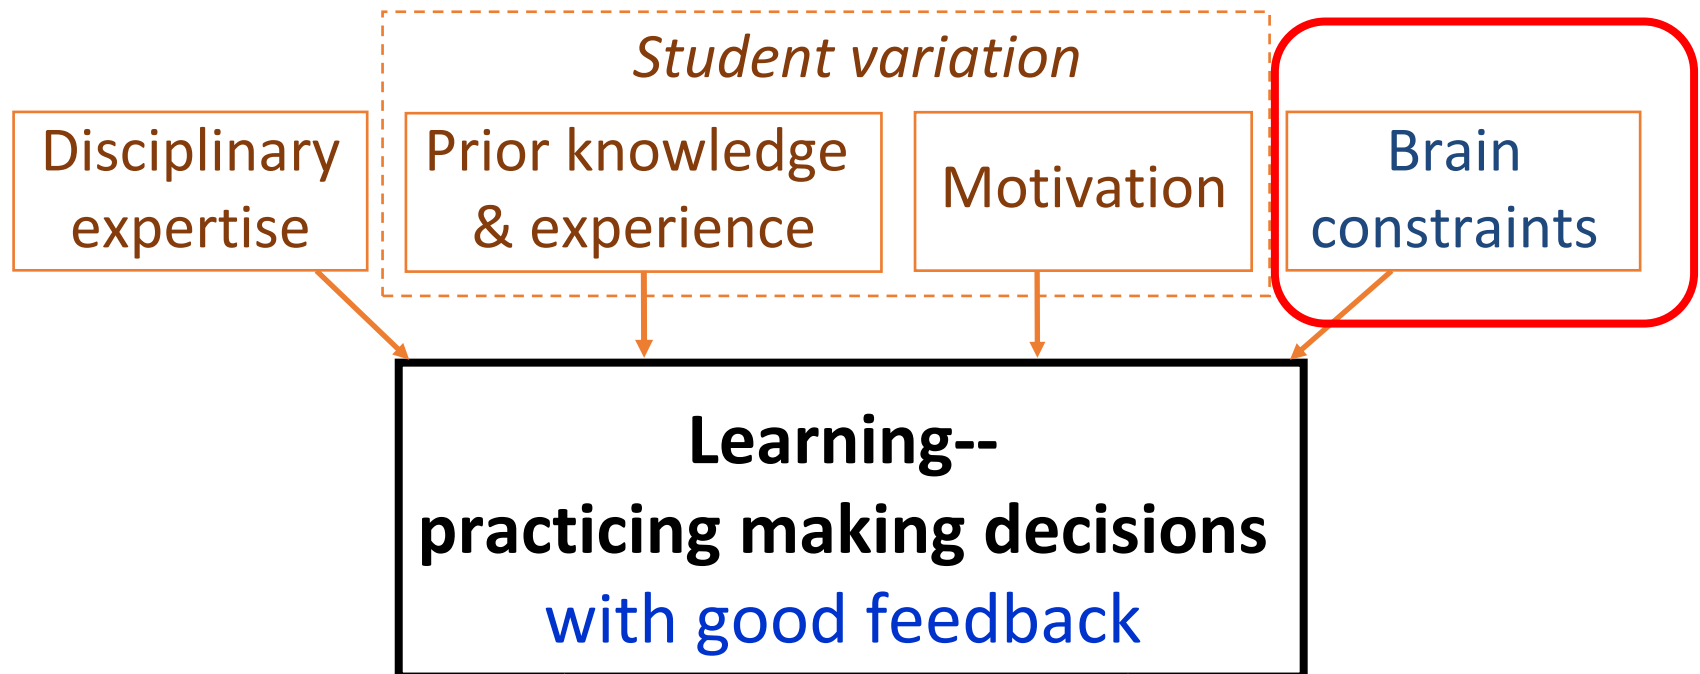 Student variation
Disciplinary
expertise
Prior knowledge
& experience
Motivation
Brain
constraints
Learning--
practicing making decisions
with good feedback